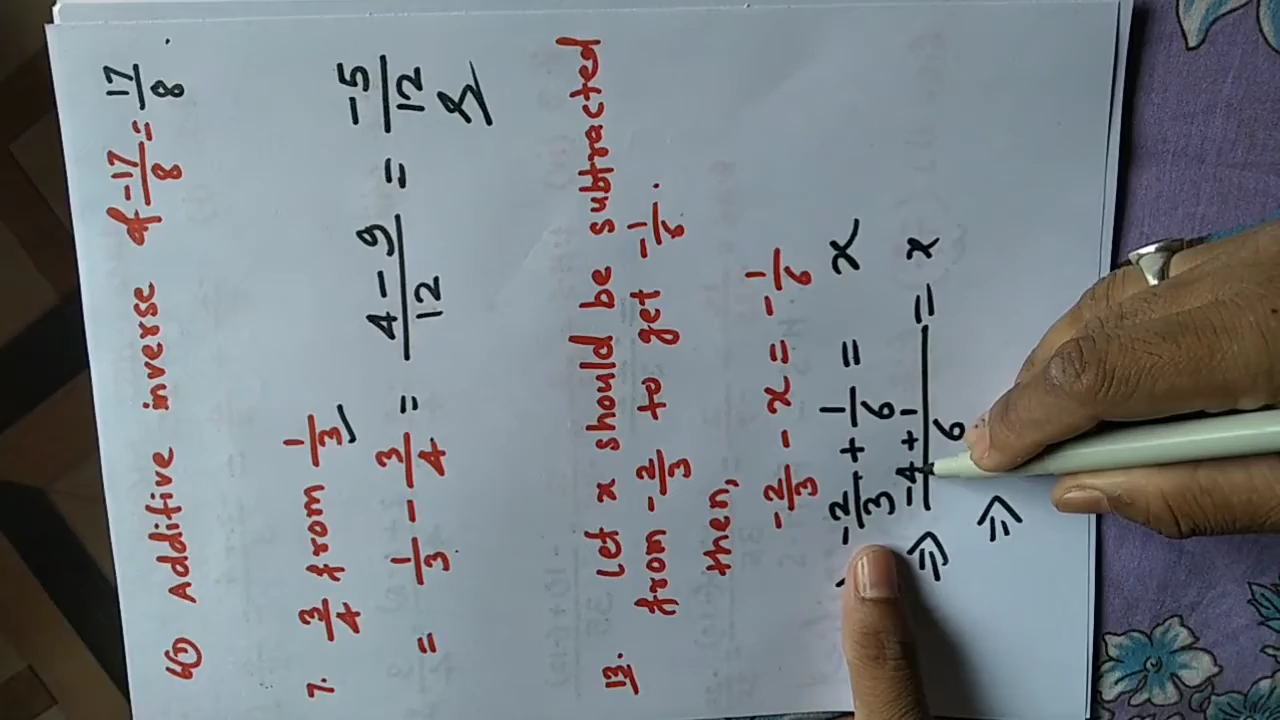 6) Additive inverse of -17/8 = 17/8.
7. 3/4 from 1/3
= 1/3 - 3/4 = 4-9/12 = -5/12
13. Let x should be subtracted
from -2/3 to get -1/6.
then,
-2/3 - x = -1/6
-2/3 + 1/6 = x
⇒ -4+1/6 = x
⇒